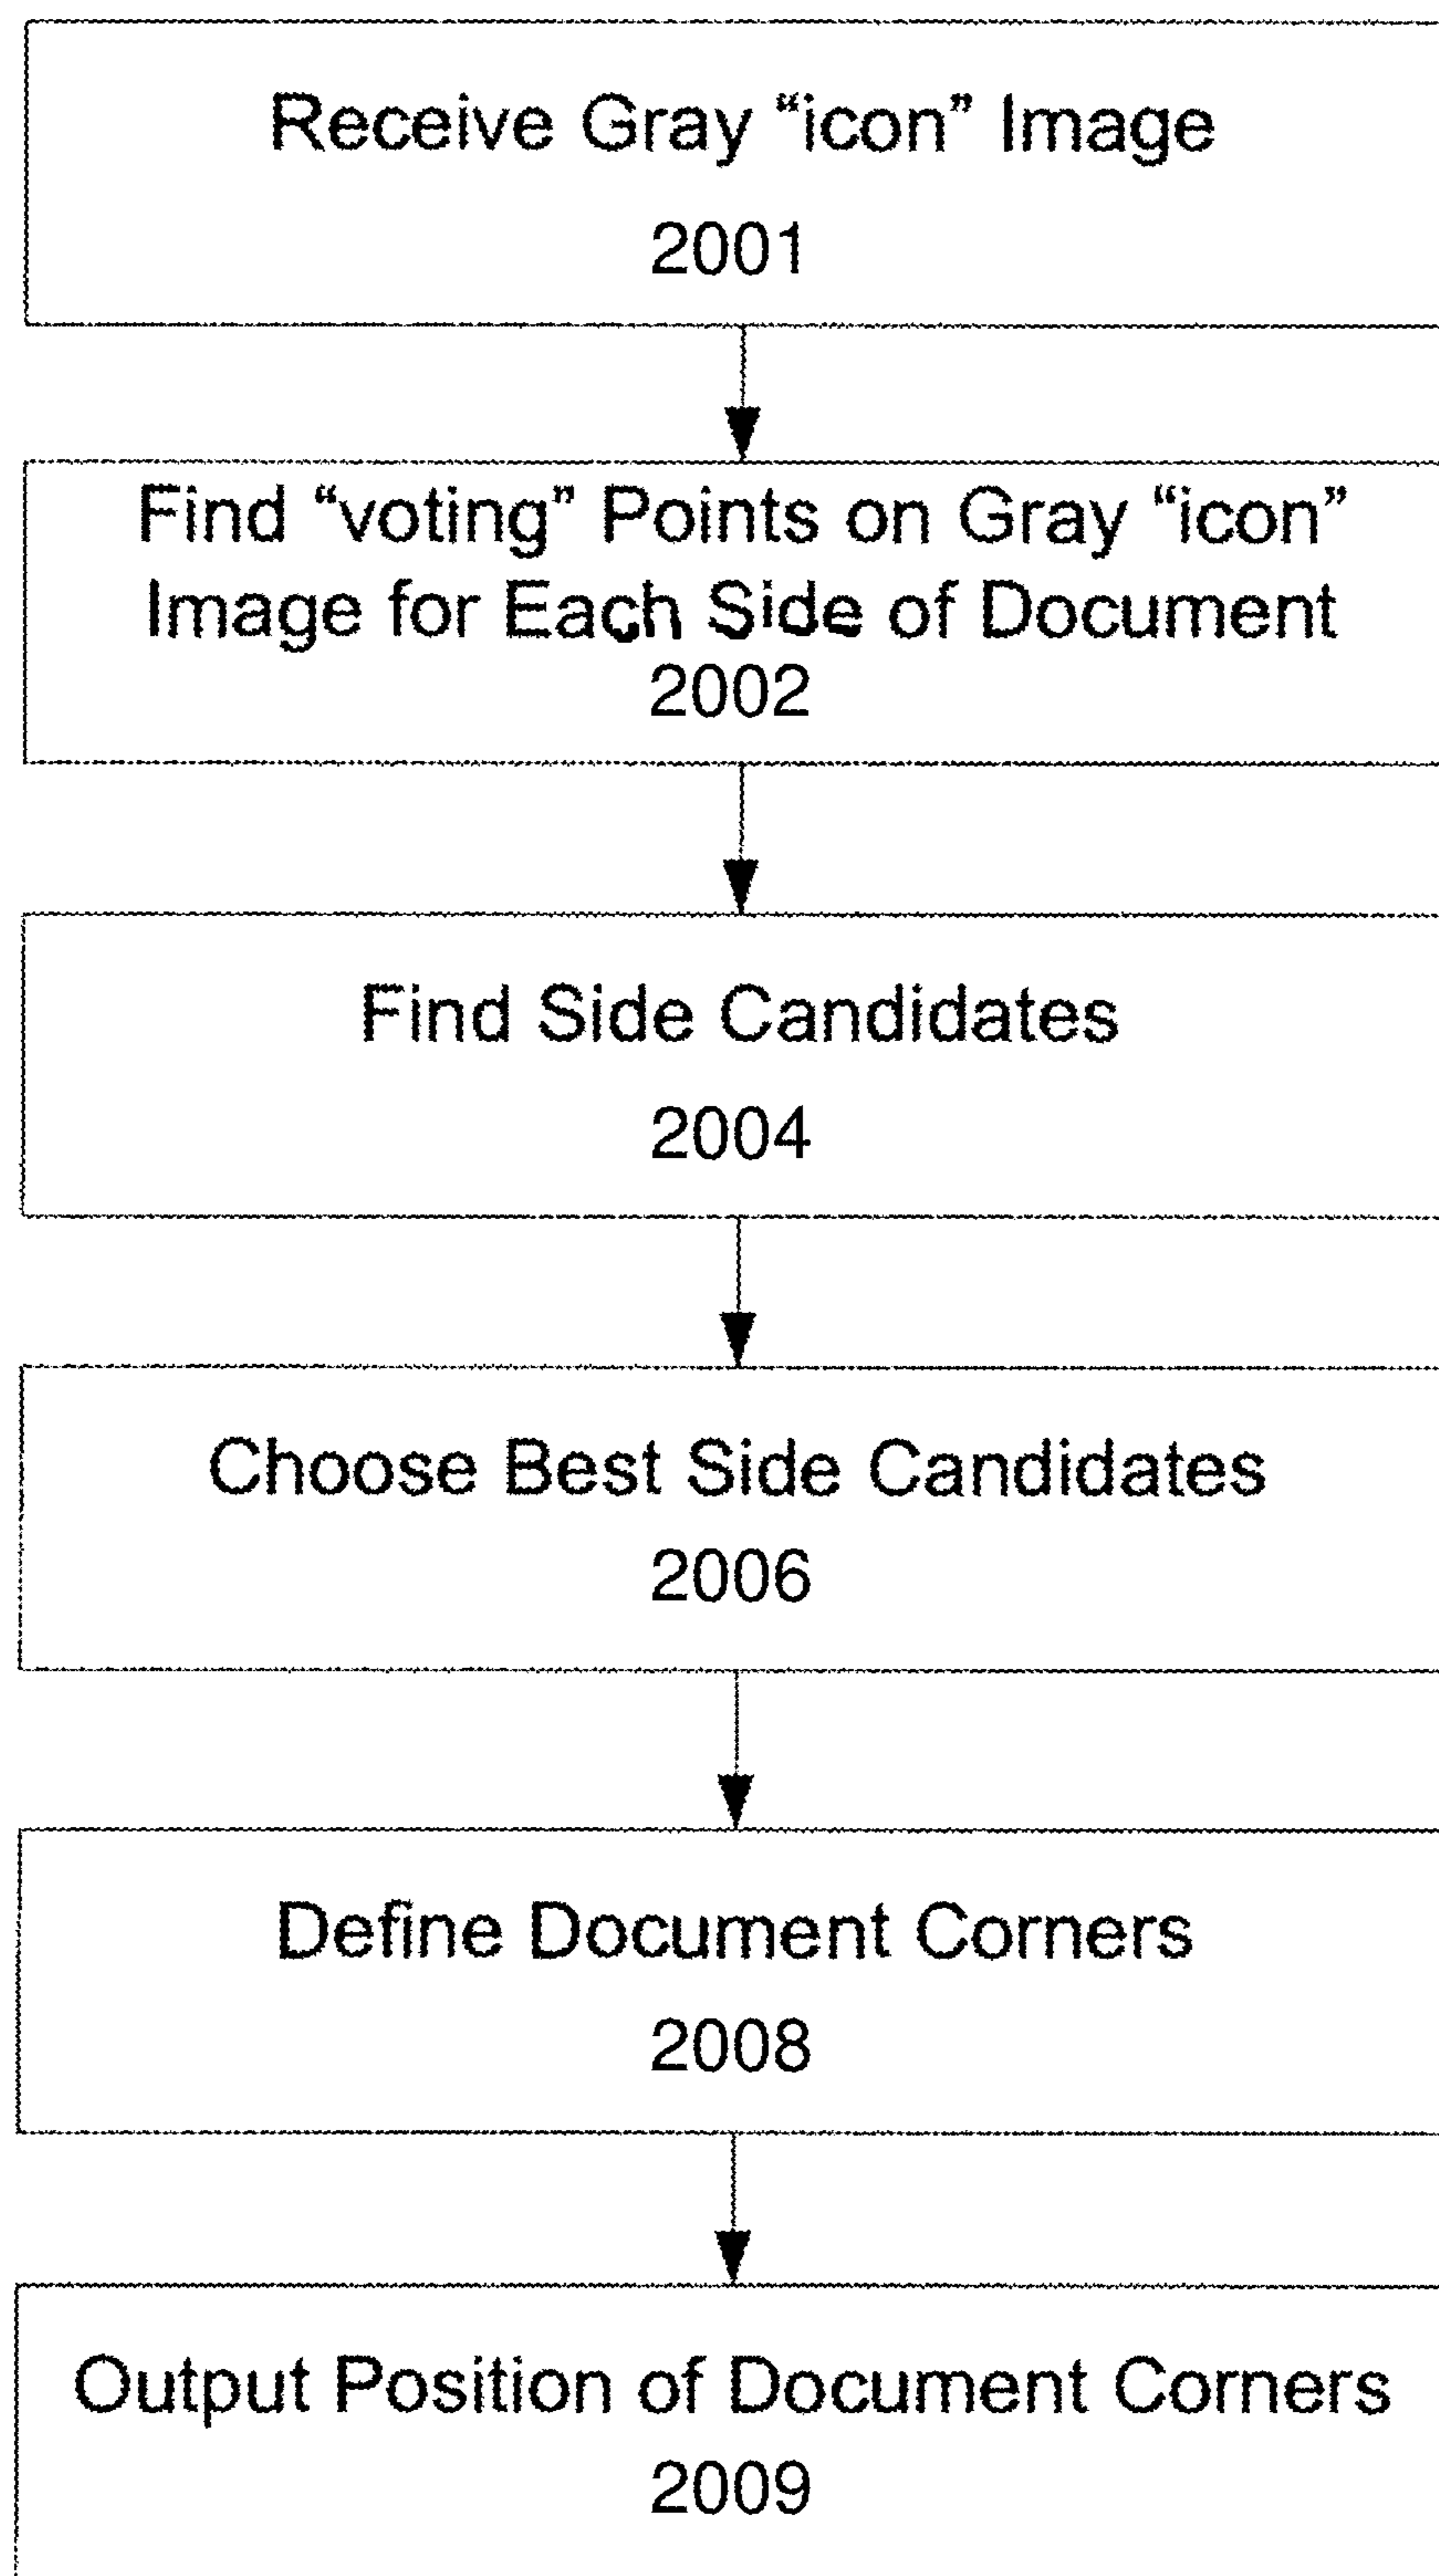 Receive Gray “icon” Image
2001
Find “voting” Points on Gray “icon”
Image for Each Side of Document
2002
Find Side Candidates
2004
Choose Best Side Candidates
2006
Define Document Corners
2008
Output Position of Document Corners
2009